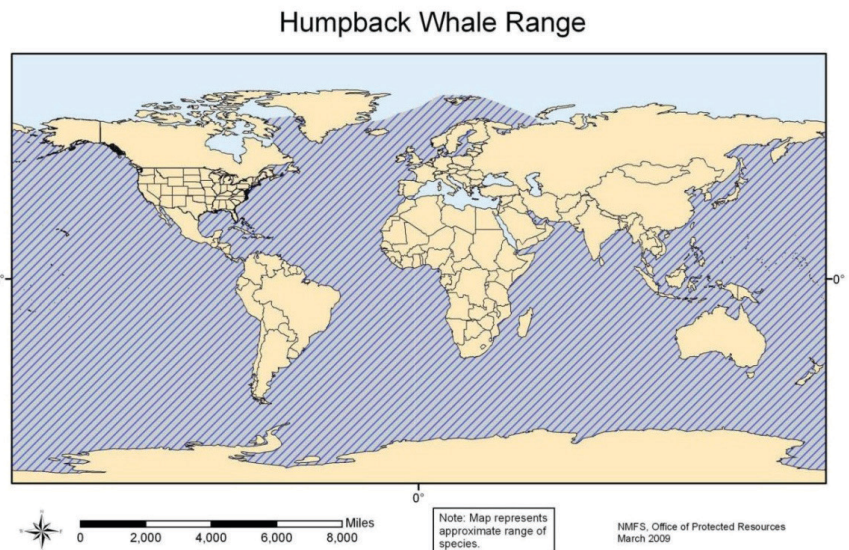 Humpback Whale Range
0°
0°
0 2,000 4,000 6,000 8,000 Miles
Note: Map represents
approximate range of
species.
NMFS, Office of Protected Resources
March 2009